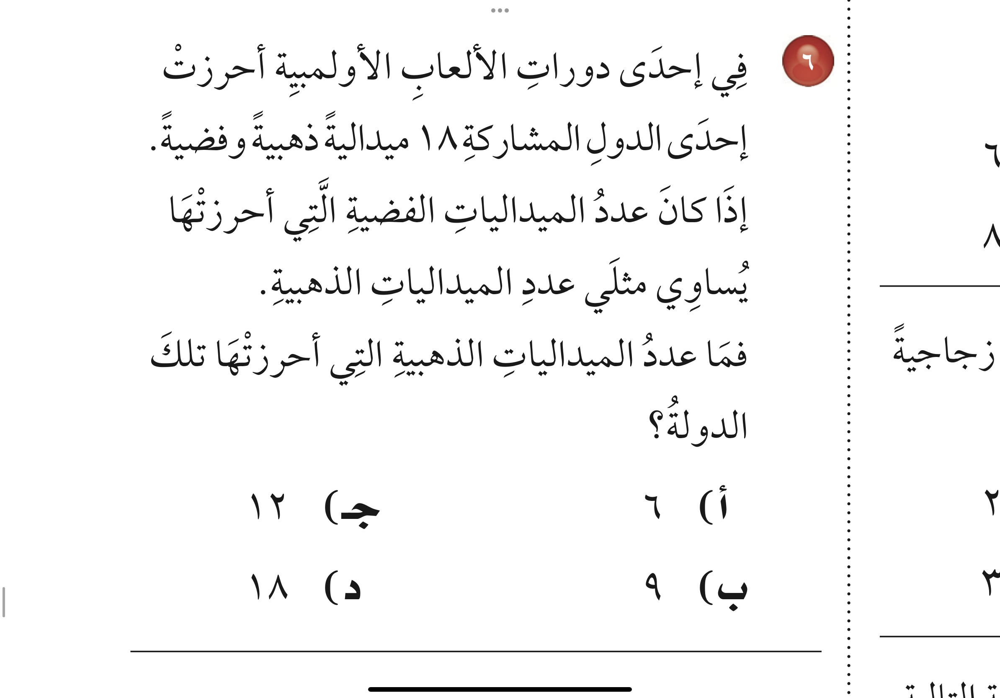 ٦
فِي إحدَى دوراتِ الألعابِ الأولمبيِة أحرزتْ
إحدَى الدولِ المشاركةِ ١٨ ميداليةً ذهبيةً وفضيةً.
إذَا كانَ عددُ الميدالياتِ الفضيةِ الَّتِي أحرزتْهَا
يُساوِي مثلَي عددِ الميدالياتِ الذهبيةِ.
فمَا عددُ الميدالياتِ الذهبيةِ التِي أحرزتْهَا تلكَ
الدولةُ؟
أ) ٦ جـ) ١٢
ب) ٩ د) ١٨
٦
٨
زجاجيةً
٢
٣